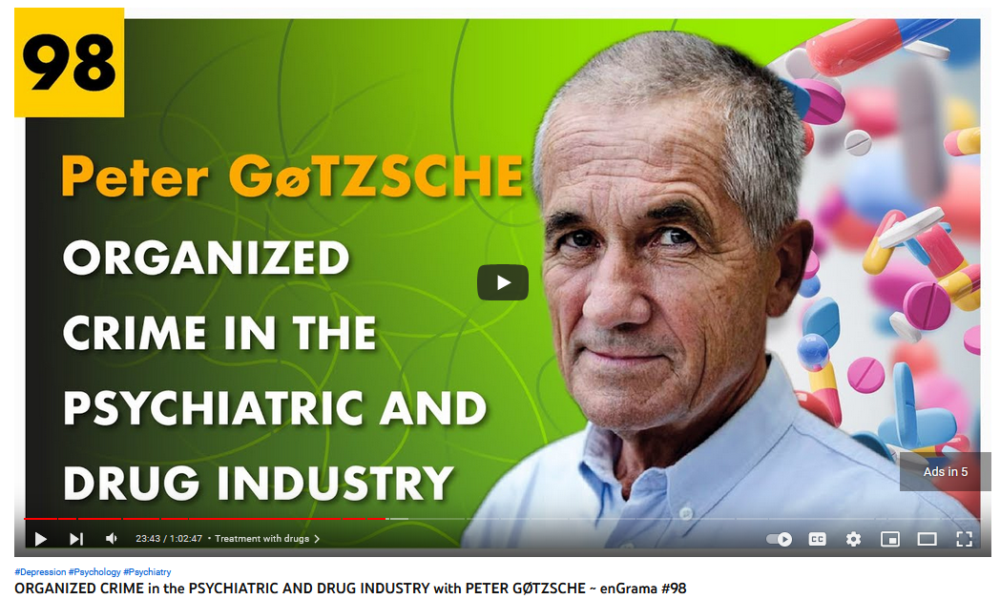 98
Peter GøTZSCHE
ORGANIZED
CRIME IN THE
PSYCHIATRIC AND
DRUG INDUSTRY
Ads in 5
23:43 / 1:02:47 • Treatment with drugs >
CC
#Depression #Psychology #Psychiatry
ORGANIZED CRIME in the PSYCHIATRIC AND DRUG INDUSTRY with PETER GØTZSCHE ~ enGrama #98